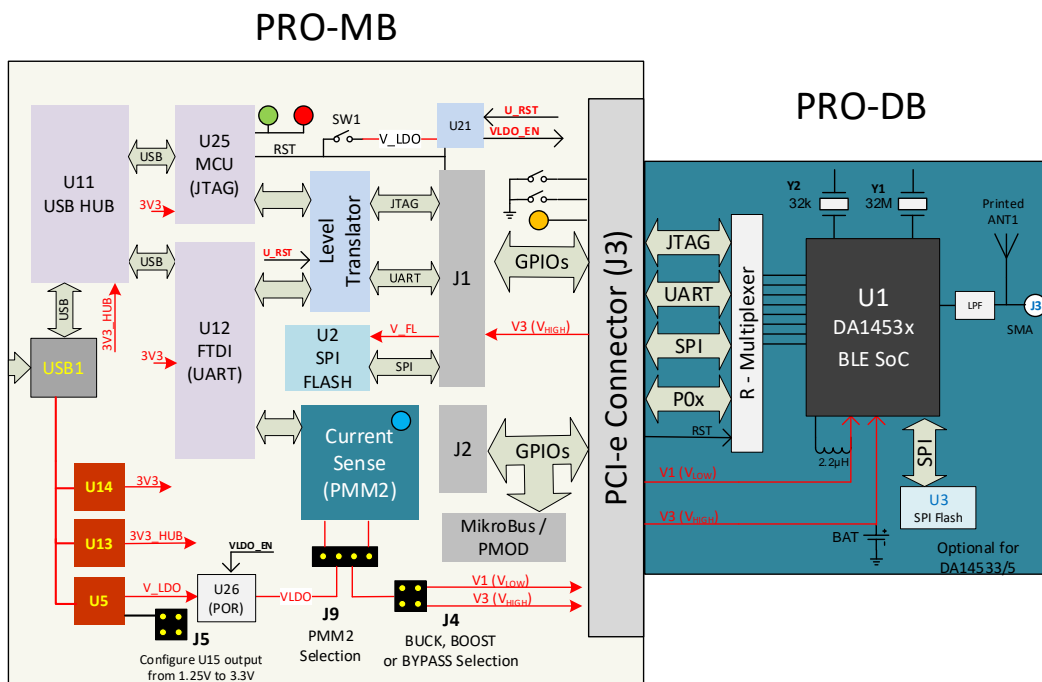 PRO-MB
PRO-DB
U11
USB HUB
USB
U25
MCU
(JTAG)
RST
SW1
V_LDO
U21
U_RST
VLDO_EN
3V3
Level
Translator
JTAG
J1
GPIOs
USB
U_RST
UART
U12
FTDI
(UART)
3V3
USB
3V3_HUB
USB1
U2
SPI
FLASH
V_FL
SPI
V3 (VHIGH)
Current
Sense
(PMM2)
J2
GPIOs
MikroBus /
PMOD
U14
3V3
U13
3V3_HUB
U5
V_LDO
VLDO_EN
U26
(POR)
VLDO
J5
Configure U15 output
from 1.25V to 3.3V
J9
PMM2
Selection
J4
BUCK, BOOST
or BYPASS Selection
V1 (VLOW)
V3 (VHIGH)
PCI-e Connector (J3)
JTAG
UART
SPI
P0x
RST
R - Multiplexer
Y2
32k
Y1
32M
Printed
ANT1
U1
DA1453x
BLE SoC
LPF
J3
SMA
2.2µH
SPI
V1 (VLOW)
V3 (VHIGH)
U3
SPI Flash
BAT
+
Optional for
DA14533/5